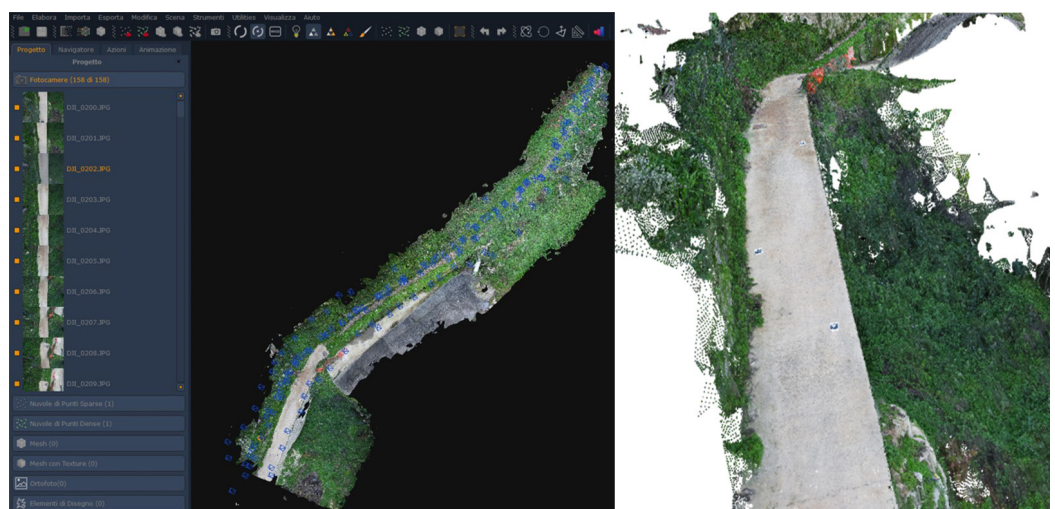 File Elabora Importa Esporta Modifica Scena Strumenti Utilities Visualizza Aiuto
Progetto Navigatore Azioni Animazione
Progetto
Fotocamere (158 di 158)
DJI_0200.JPG
DJI_0201.JPG
DJI_0202.JPG
DJI_0203.JPG
DJI_0204.JPG
DJI_0205.JPG
DJI_0206.JPG
DJI_0207.JPG
DJI_0208.JPG
DJI_0209.JPG
Nuvole di Punti Sparse (1)
Nuvole di Punti Dense (1)
Mesh (0)
Mesh con Texture (0)
Ortofoto(0)
Elementi di Disegno (0)